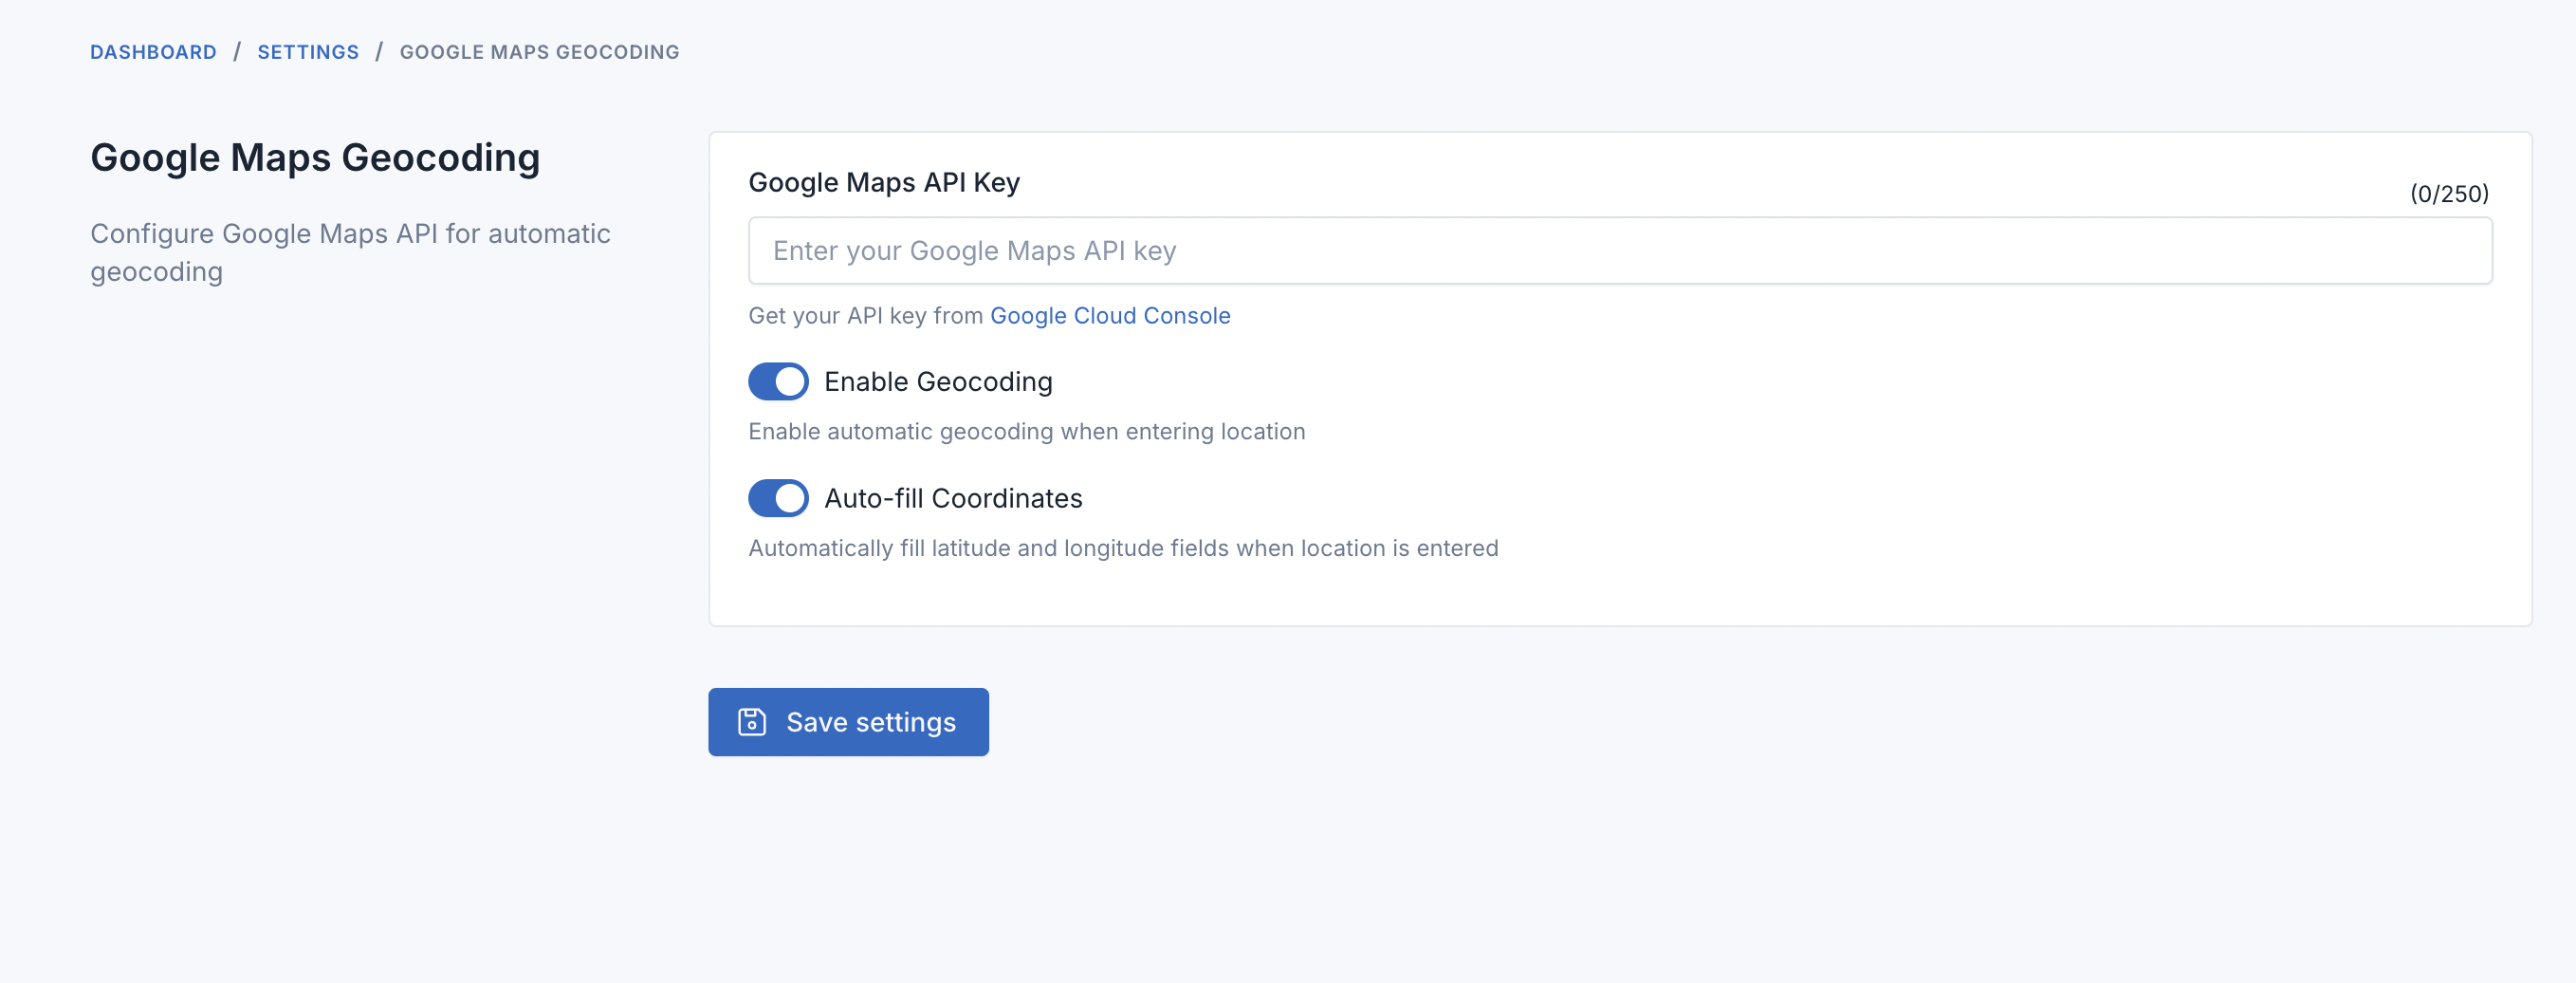 DASHBOARD / SETTINGS / GOOGLE MAPS GEOCODING
Google Maps Geocoding
Configure Google Maps API for automatic
geocoding
Google Maps API Key
(0/250)
Enter your Google Maps API key
Get your API key from Google Cloud Console
Enable Geocoding
Enable automatic geocoding when entering location
Auto-fill Coordinates
Automatically fill latitude and longitude fields when location is entered
Save settings